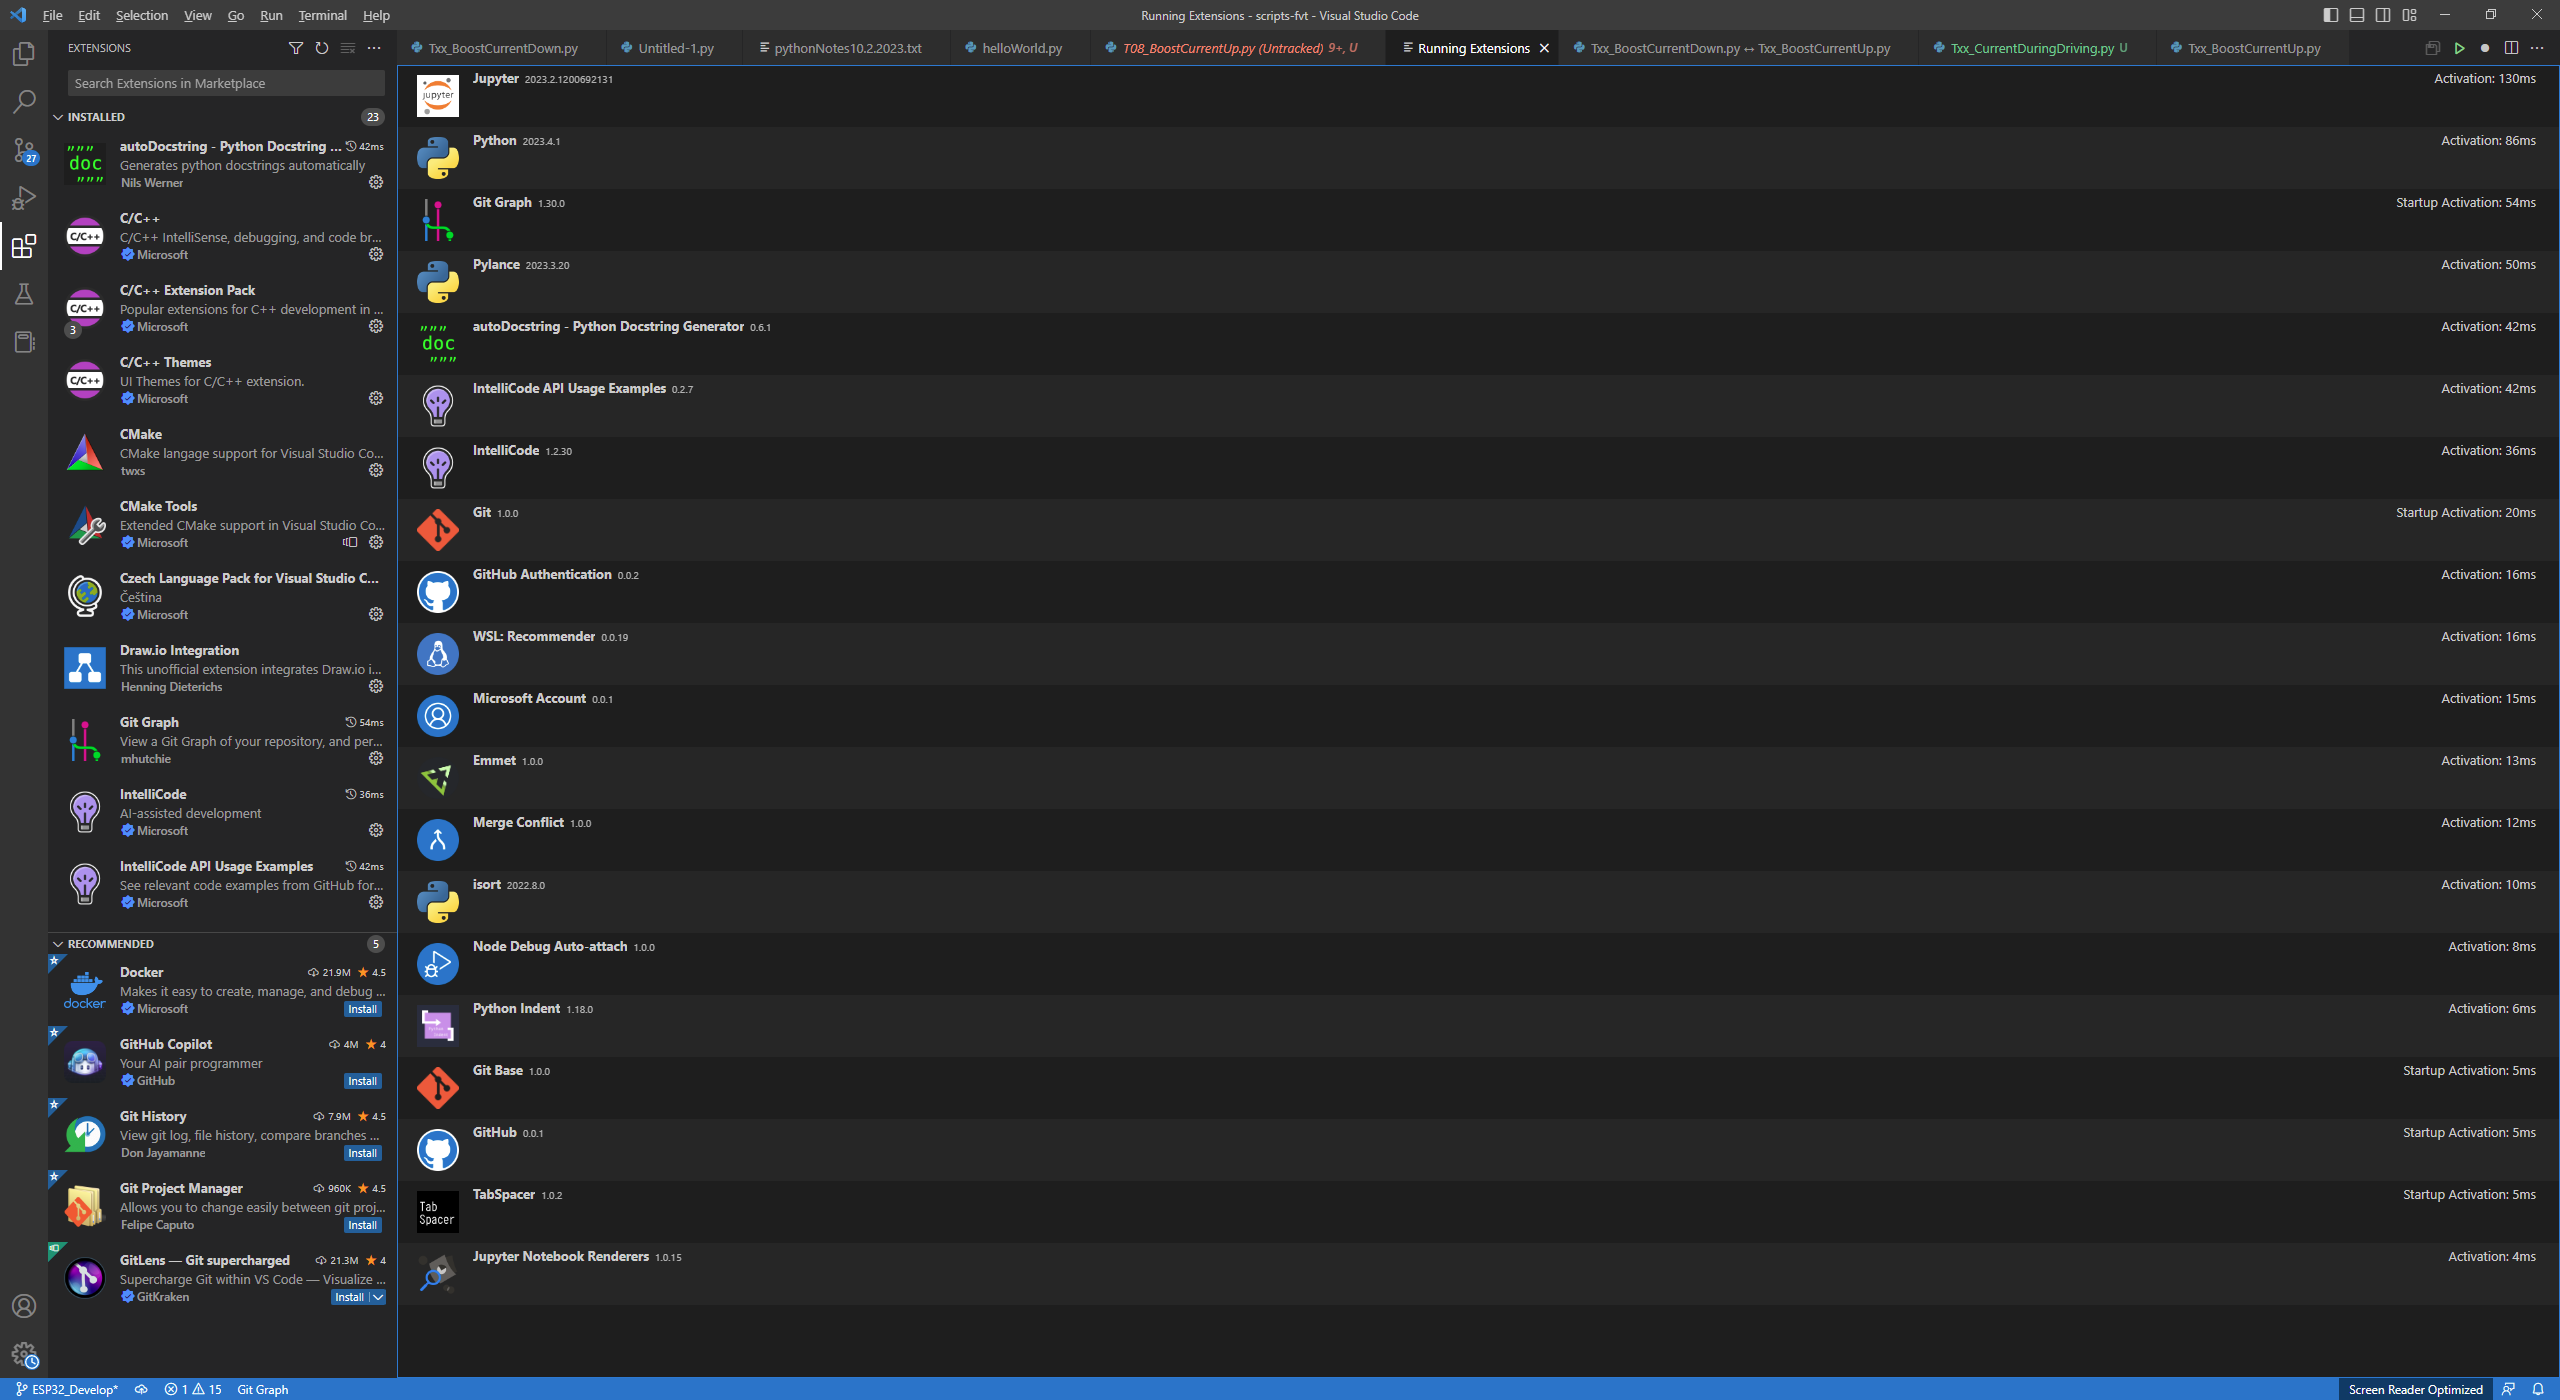 File Edit Selection View Go Run Terminal Help
Running Extensions - scripts-fvt - Visual Studio Code
EXTENSIONS
Txx_BoostCurrentDown.py
Untitled-1.py
pythonNotes10.2.2023.txt
helloWorld.py
T08_BoostCurrentUp.py (Untracked) 9+, U
Running Extensions
Txx_BoostCurrentDown.py ↔ Txx_BoostCurrentUp.py
Txx_CurrentDuringDriving.py U
Txx_BoostCurrentUp.py
Search Extensions in Marketplace
INSTALLED 23
27
autoDocstring - Python Docstring ... 42ms
Generates python docstrings automatically
Nils Werner
C/C++
C/C++ IntelliSense, debugging, and code br...
Microsoft
C/C++ Extension Pack
Popular extensions for C++ development in ...
3
Microsoft
C/C++ Themes
UI Themes for C/C++ extension.
Microsoft
CMake
CMake langage support for Visual Studio Co...
twxs
CMake Tools
Extended CMake support in Visual Studio Co...
Microsoft
Czech Language Pack for Visual Studio C...
Čeština
Microsoft
Draw.io Integration
This unofficial extension integrates Draw.io i...
Henning Dieterichs
Git Graph 54ms
View a Git Graph of your repository, and per...
mhutchie
IntelliCode 36ms
AI-assisted development
Microsoft
IntelliCode API Usage Examples 42ms
See relevant code examples from GitHub for...
Microsoft
RECOMMENDED 5
Docker 21.9M 4.5
Makes it easy to create, manage, and debug ...
Microsoft Install
GitHub Copilot 4M 4
Your AI pair programmer
GitHub Install
Git History 7.9M 4.5
View git log, file history, compare branches ...
Don Jayamanne Install
Git Project Manager 960K 4.5
Allows you to change easily between git proj...
Felipe Caputo Install
GitLens — Git supercharged 21.3M 4
Supercharge Git within VS Code — Visualize ...
GitKraken Install
Jupyter 2023.2.1200692131 Activation: 130ms
Python 2023.4.1 Activation: 86ms
Git Graph 1.30.0 Startup Activation: 54ms
Pylance 2023.3.20 Activation: 50ms
autoDocstring - Python Docstring Generator 0.6.1 Activation: 42ms
IntelliCode API Usage Examples 0.2.7 Activation: 42ms
IntelliCode 1.2.30 Activation: 36ms
Git 1.0.0 Startup Activation: 20ms
GitHub Authentication 0.0.2 Activation: 16ms
WSL: Recommender 0.0.19 Activation: 16ms
Microsoft Account 0.0.1 Activation: 15ms
Emmet 1.0.0 Activation: 13ms
Merge Conflict 1.0.0 Activation: 12ms
isort 2022.8.0 Activation: 10ms
Node Debug Auto-attach 1.0.0 Activation: 8ms
Python Indent 1.18.0 Activation: 6ms
Git Base 1.0.0 Startup Activation: 5ms
GitHub 0.0.1 Startup Activation: 5ms
TabSpacer 1.0.2 Startup Activation: 5ms
Jupyter Notebook Renderers 1.0.15 Activation: 4ms
ESP32_Develop* 1 15 Git Graph
Screen Reader Optimized